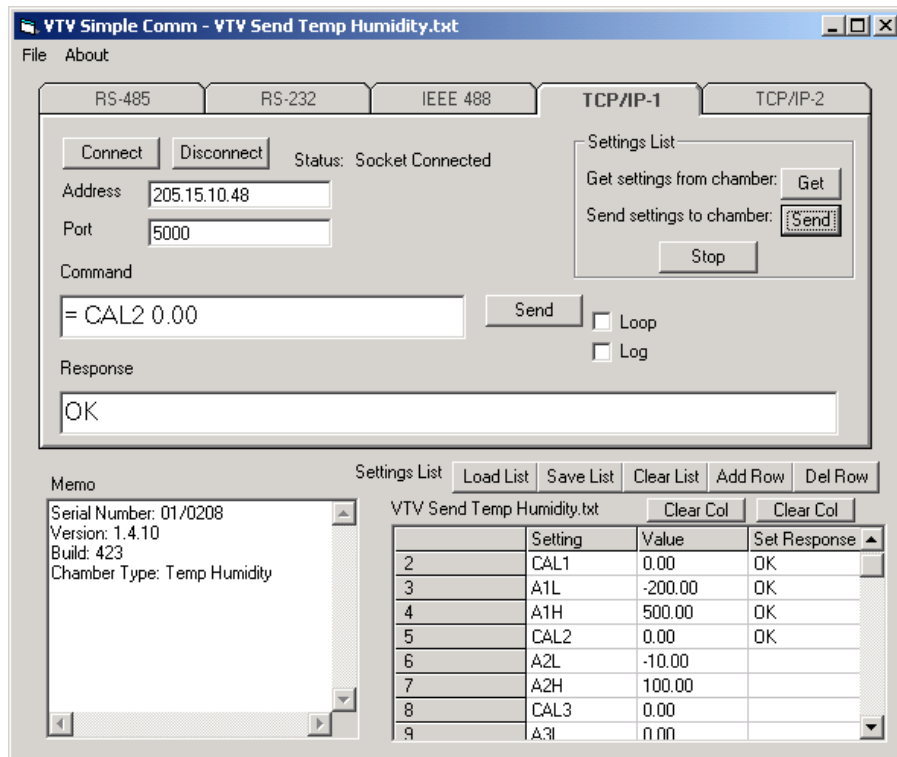 VTV Simple Comm - VTV Send Temp Humidity.txt
File About
RS-485 RS-232 IEEE 488 TCP/IP-1 TCP/IP-2
Connect Disconnect Status: Socket Connected
Address 205.15.10.48
Port 5000
Settings List
Get settings from chamber: Get
Send settings to chamber: Send
Stop
Command
= CAL2 0.00
Send
Loop
Log
Response
OK
Memo
Serial Number: 01/0208
Version: 1.4.10
Build: 423
Chamber Type: Temp Humidity
Settings List Load List Save List Clear List Add Row Del Row
VTV Send Temp Humidity.txt Clear Col Clear Col
Setting Value Set Response
2 CAL1 0.00 OK
3 A1L -200.00 OK
4 A1H 500.00 OK
5 CAL2 0.00 OK
6 A2L -10.00
7 A2H 100.00
8 CAL3 0.00
9 A3L 0.00